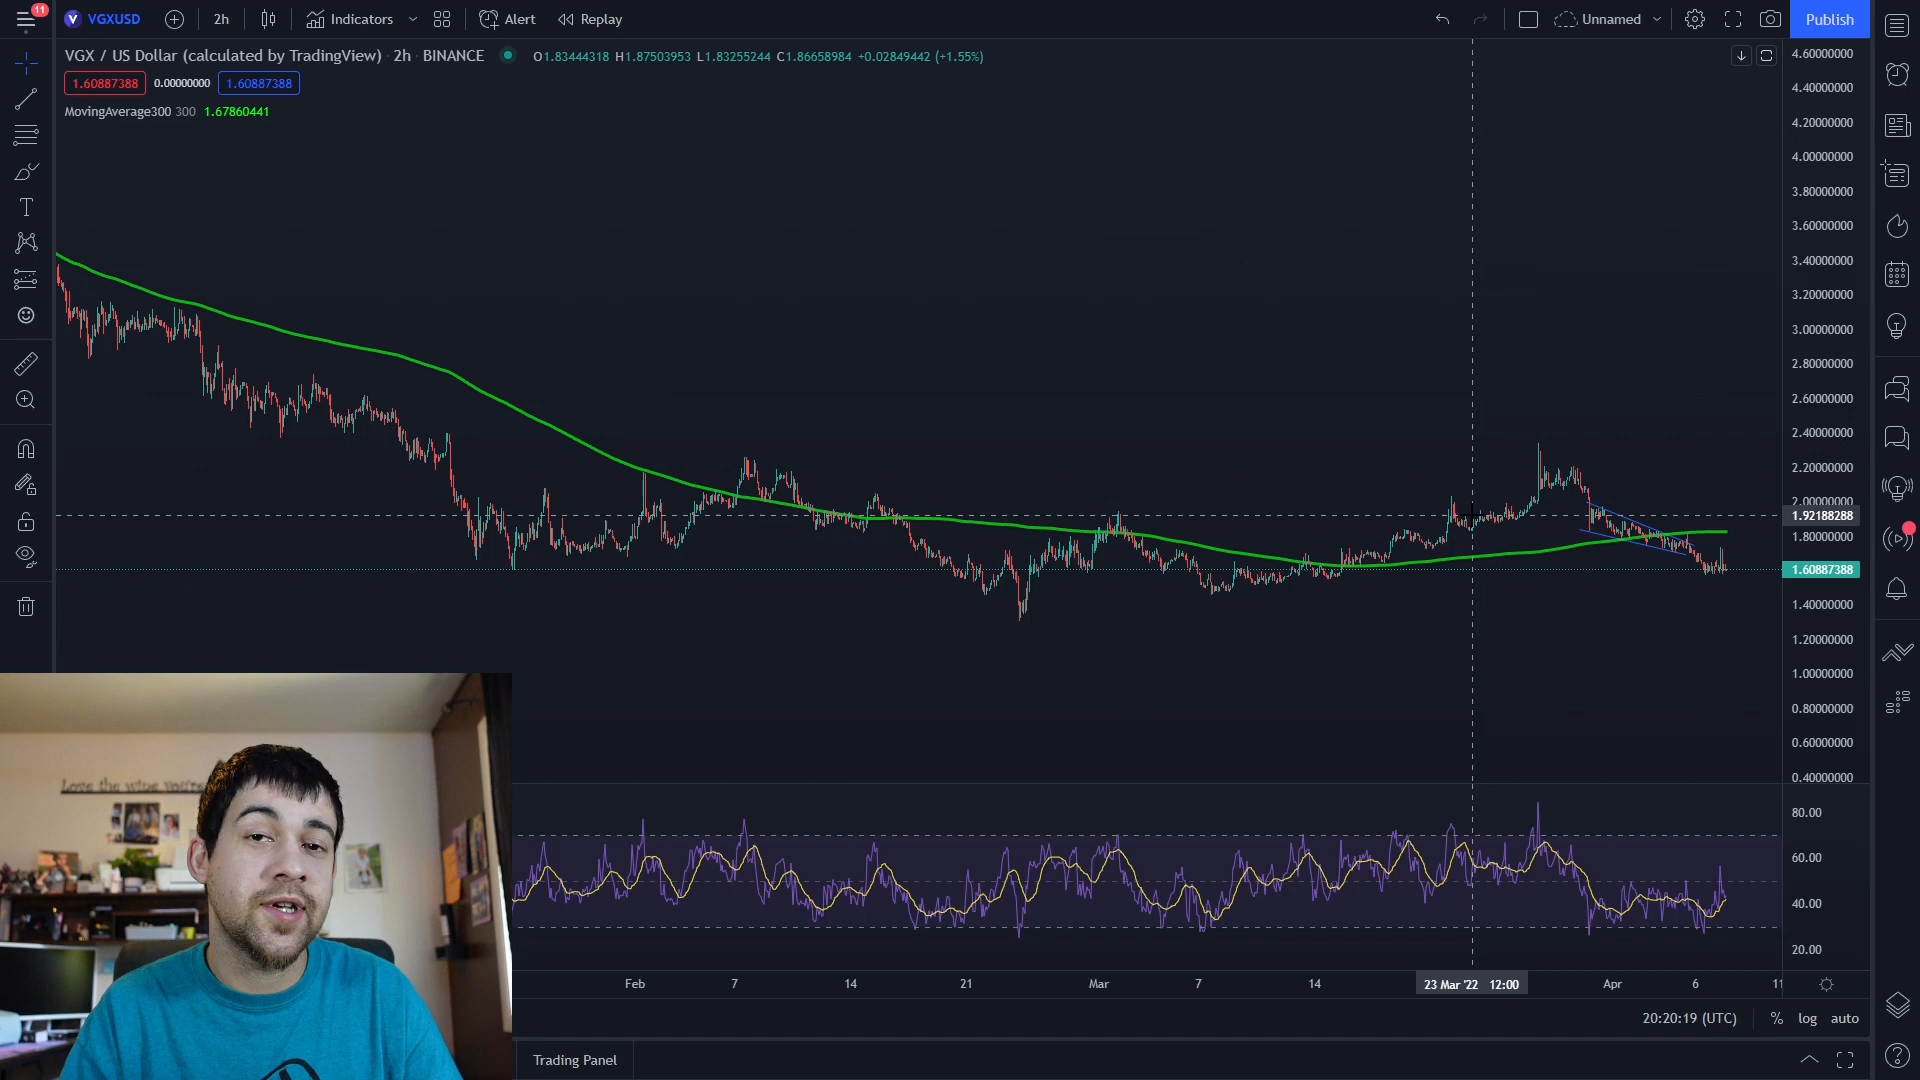 11
VGXUSD
2h
Indicators
Alert
Replay
Unnamed
Publish
VGX / US Dollar (calculated by TradingView) · 2h · BINANCE
O1.83444318 H1.87503953 L1.83255244 C1.86658984 +0.02849442 (+1.55%)
1.60887388 0.00000000 1.60887388
MovingAverage300 300 1.67860441
4.60000000
4.40000000
4.20000000
4.00000000
3.80000000
3.60000000
3.40000000
3.20000000
3.00000000
2.80000000
2.60000000
2.40000000
2.20000000
2.00000000
1.92188288
1.80000000
1.60887388
1.40000000
1.20000000
1.00000000
0.80000000
0.60000000
0.40000000
80.00
60.00
40.00
20.00
Love the wine you're
Feb 7 14 21 Mar 7 14 23 Mar '22 12:00 Apr 6 11
20:20:19 (UTC) % log auto
Trading Panel